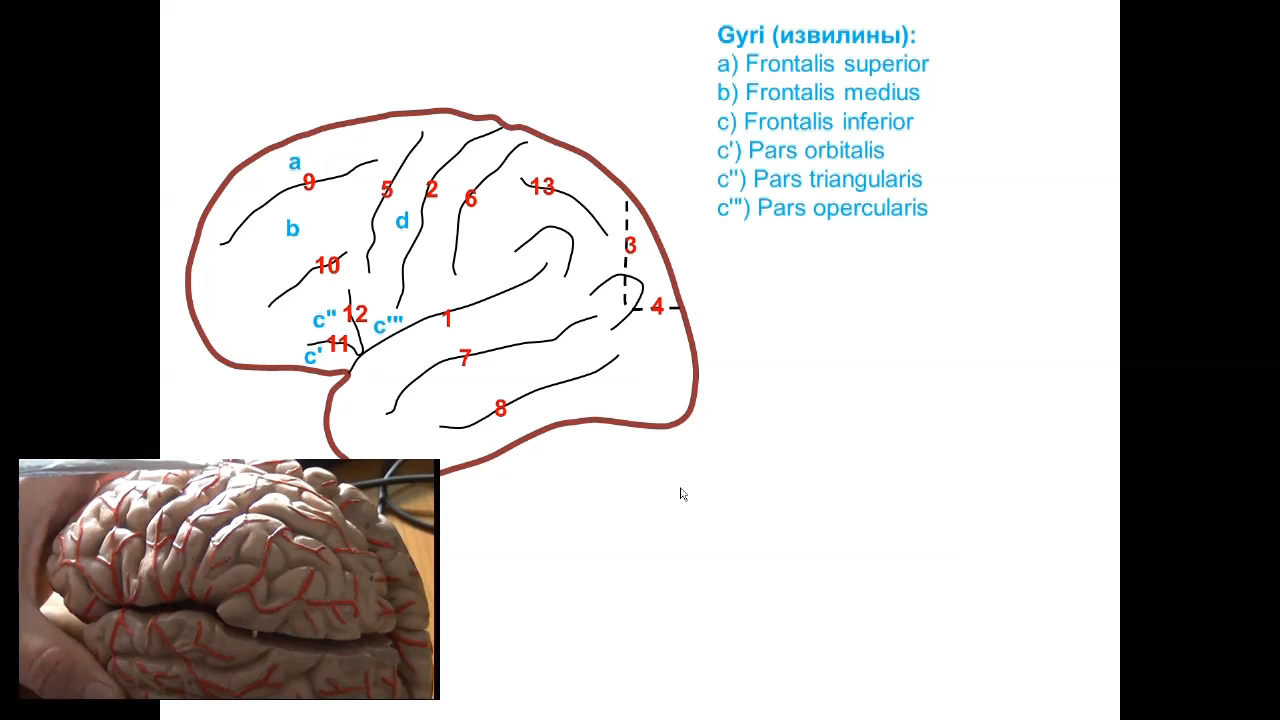 Gyri (извилины):
a) Frontalis superior
b) Frontalis medius
c) Frontalis inferior
c') Pars orbitalis
c'') Pars triangularis
c''') Pars opercularis
a
9
5
2
6
13
b
d
3
10
c''
12
c'''
1
4
c'
11
7
8